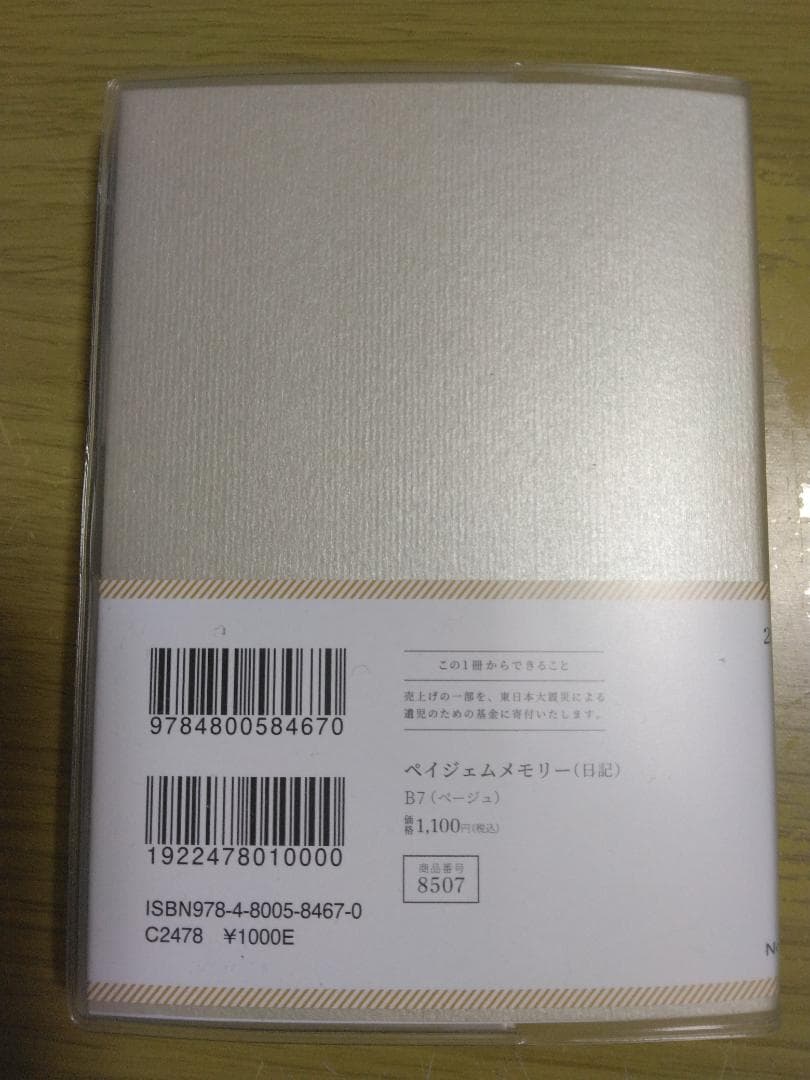 9784800584670
1922478010000
ISBN978-4-8005-8467-0
C2478 ¥1000E
この1冊からできること
売上げの一部を、東日本大震災による
遺児のための基金に寄付いたします。
ペイジェムメモリー(日記)
B7(ベージュ)
価格1,100円(税込)
商品番号
8507
2
N